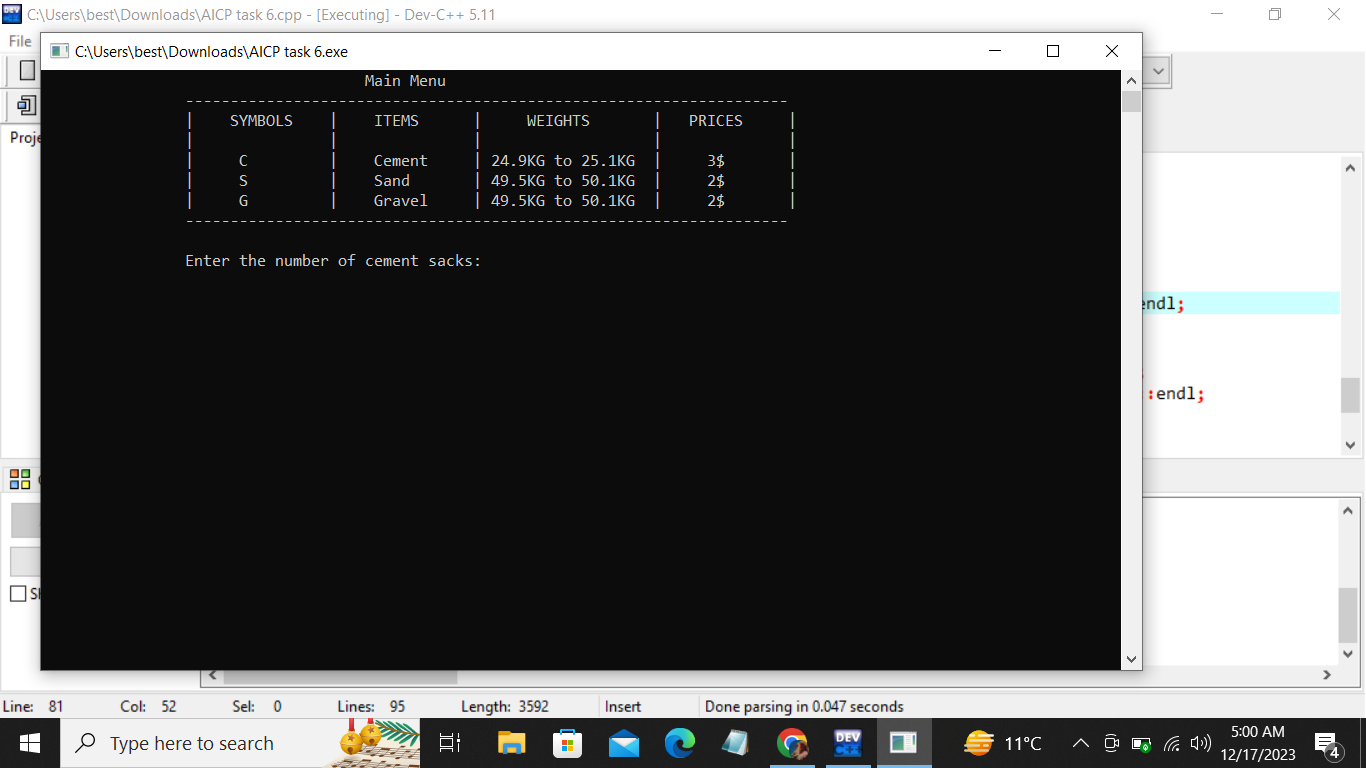 C:\Users\best\Downloads\AICP task 6.cpp - [Executing] - Dev-C++ 5.11
File
C:\Users\best\Downloads\AICP task 6.exe
Main Menu
--------------------------------------------------------------------
| SYMBOLS | ITEMS | WEIGHTS | PRICES |
| C | Cement | 24.9KG to 25.1KG | 3$ |
| S | Sand | 49.5KG to 50.1KG | 2$ |
| G | Gravel | 49.5KG to 50.1KG | 2$ |
--------------------------------------------------------------------
Enter the number of cement sacks:
Proje
endl;
:endl;
Line: 81 Col: 52 Sel: 0 Lines: 95 Length: 3592 Insert Done parsing in 0.047 seconds
Type here to search
DEV C++
11°C
5:00 AM
12/17/2023
4